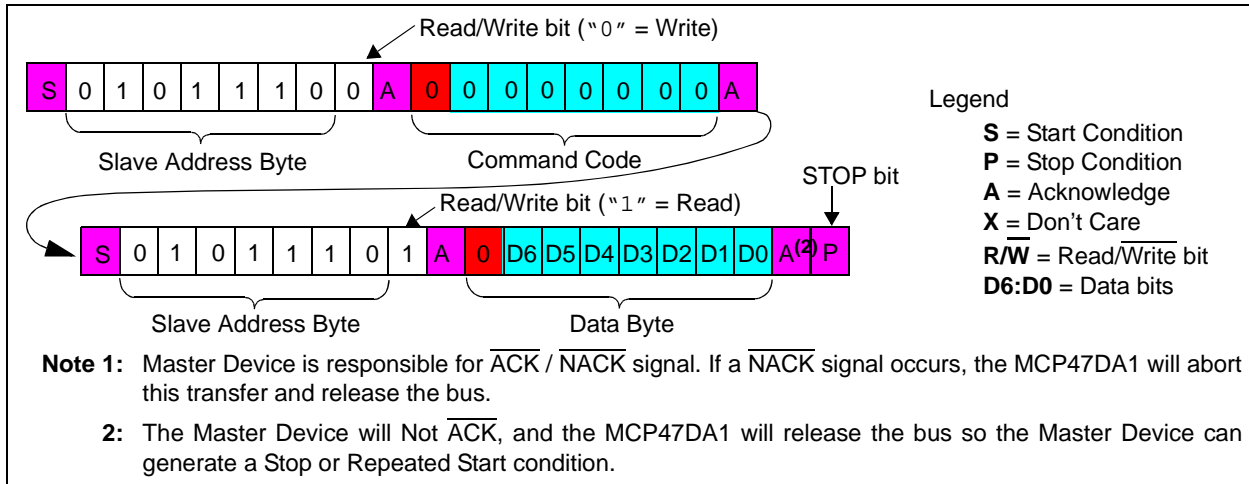 Read/Write bit ("0" = Write)
S 0 1 0 1 1 1 0 0 A 0 0 0 0 0 0 0 0 A
Slave Address Byte Command Code
STOP bit
Read/Write bit ("1" = Read)
S 0 1 0 1 1 1 0 1 A 0 D6 D5 D4 D3 D2 D1 D0 A(2) P
Slave Address Byte Data Byte
Legend
S = Start Condition
P = Stop Condition
A = Acknowledge
X = Don't Care
R/W̅ = Read/W̅r̅i̅t̅e̅ bit
D6:D0 = Data bits
Note 1: Master Device is responsible for A̅C̅K̅ / N̅A̅C̅K̅ signal. If a N̅A̅C̅K̅ signal occurs, the MCP47DA1 will abort
this transfer and release the bus.
2: The Master Device will Not A̅C̅K̅, and the MCP47DA1 will release the bus so the Master Device can
generate a Stop or Repeated Start condition.